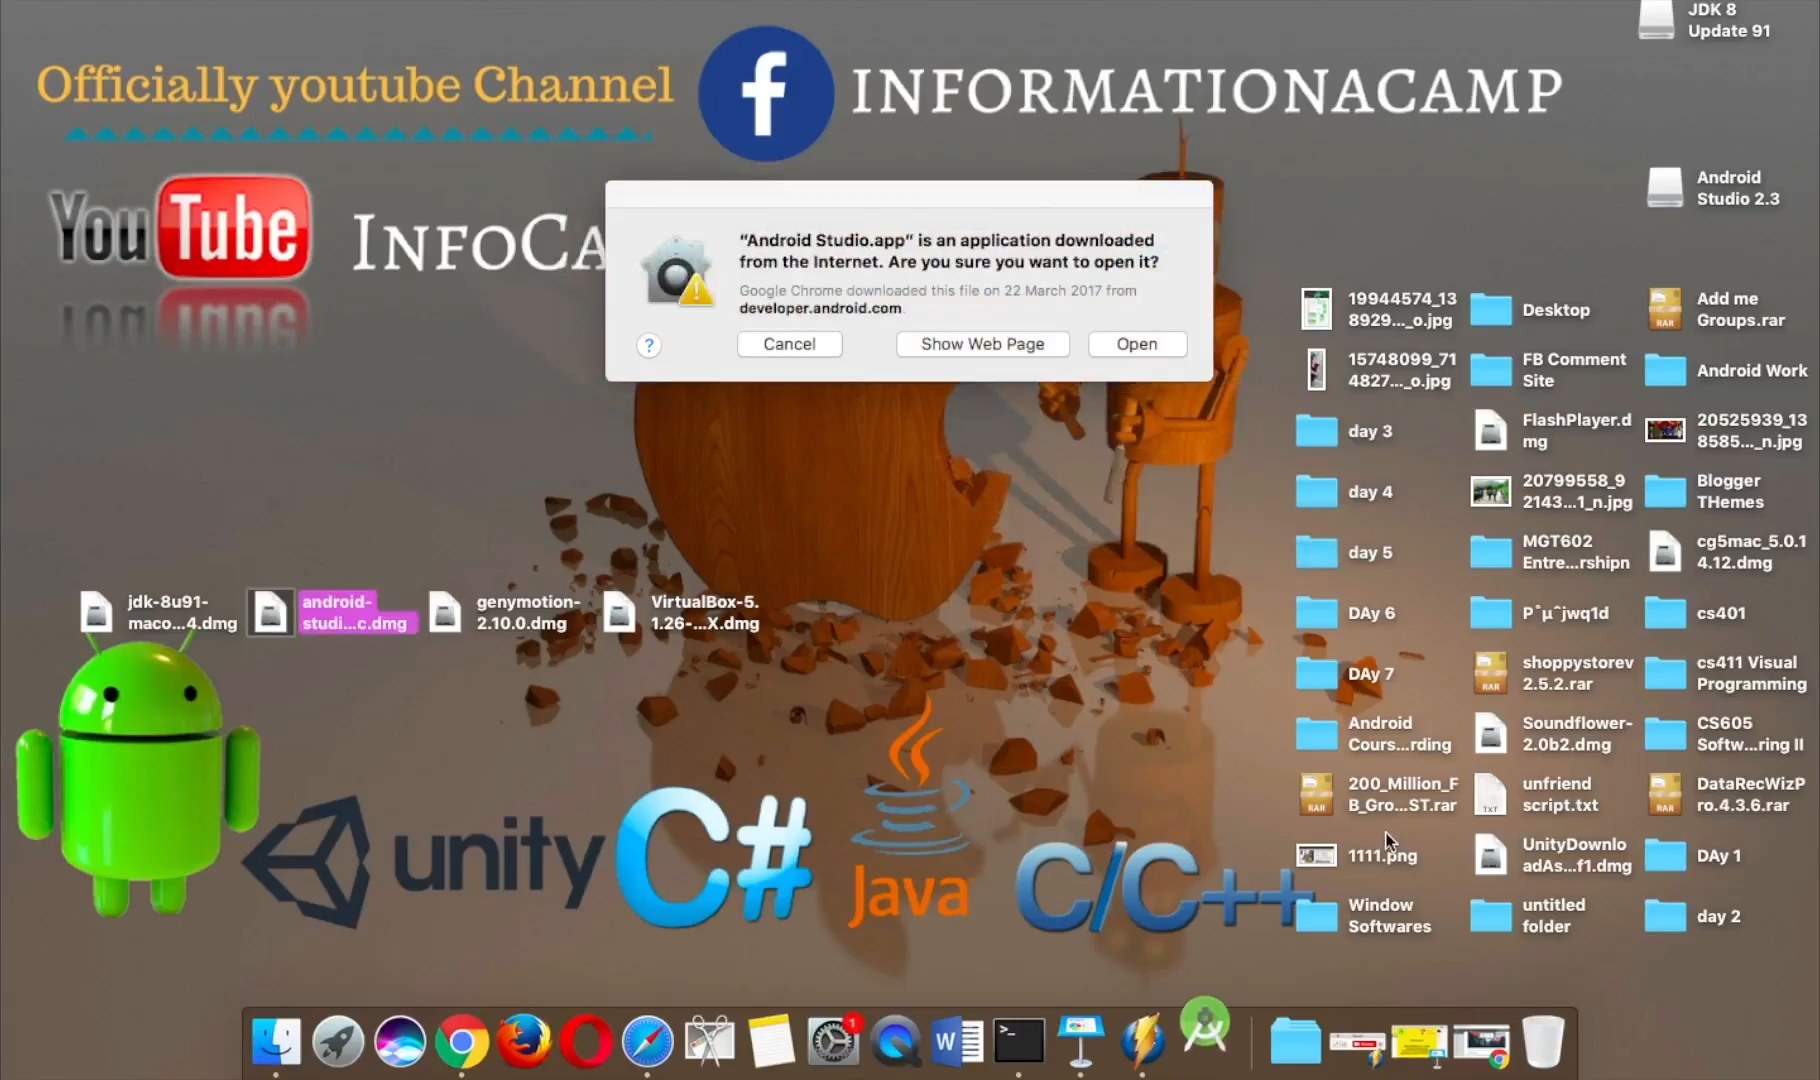 JDK 8
Update 91
Officially youtube Channel
f
INFORMATIONACAMP
You Tube
INFOCA
Android
Studio 2.3
“Android Studio.app” is an application downloaded
from the Internet. Are you sure you want to open it?
Google Chrome downloaded this file on 22 March 2017 from
developer.android.com.
?
Cancel
Show Web Page
Open
19944574_13
8929..._o.jpg
Desktop
RAR
Add me
Groups.rar
15748099_71
4827..._o.jpg
FB Comment
Site
Android Work
day 3
FlashPlayer.d
mg
20525939_13
8585..._n.jpg
day 4
20799558_9
2143...1_n.jpg
Blogger
THemes
day 5
MGT602
Entre...rshipn
cg5mac_5.0.1
4.12.dmg
jdk-8u91-
maco...4.dmg
android-
studi...c.dmg
genymotion-
2.10.0.dmg
VirtualBox-5.
1.26-...X.dmg
DAy 6
P˚µˆjwq1d
cs401
DAy 7
RAR
shoppystorev
2.5.2.rar
cs411 Visual
Programming
Android
Cours...rding
Soundflower-
2.0b2.dmg
CS605
Softw...ring II
RAR
200_Million_F
B_Gro...ST.rar
TXT
unfriend
script.txt
RAR
DataRecWizP
ro.4.3.6.rar
1111.png
UnityDownlo
adAs...f1.dmg
DAy 1
Window
Softwares
untitled
folder
day 2
unity
C#
Java
C/C++
1
W
>_